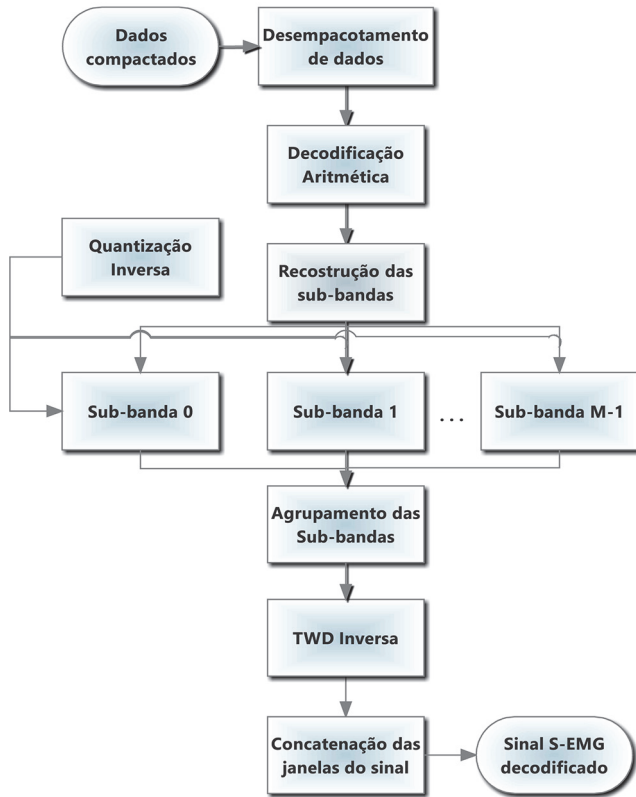 Dados
compactados
Desempacotamento
de dados
Decodificação
Aritmética
Quantização
Inversa
Recostrução das
sub-bandas
Sub-banda 0
Sub-banda 1
...
Sub-banda M-1
Agrupamento das
Sub-bandas
TWD Inversa
Concatenação das
janelas do sinal
Sinal S-EMG
decodificado